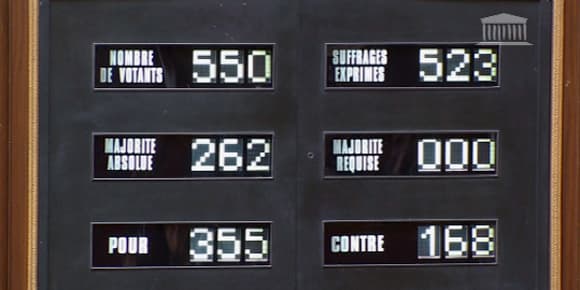 NOMBRE
DE VOTANTS
550
SUFFRAGES
EXPRIMES
523
MAJORITE
ABSOLUE
262
MAJORITE
REQUISE
000
POUR
355
CONTRE
168